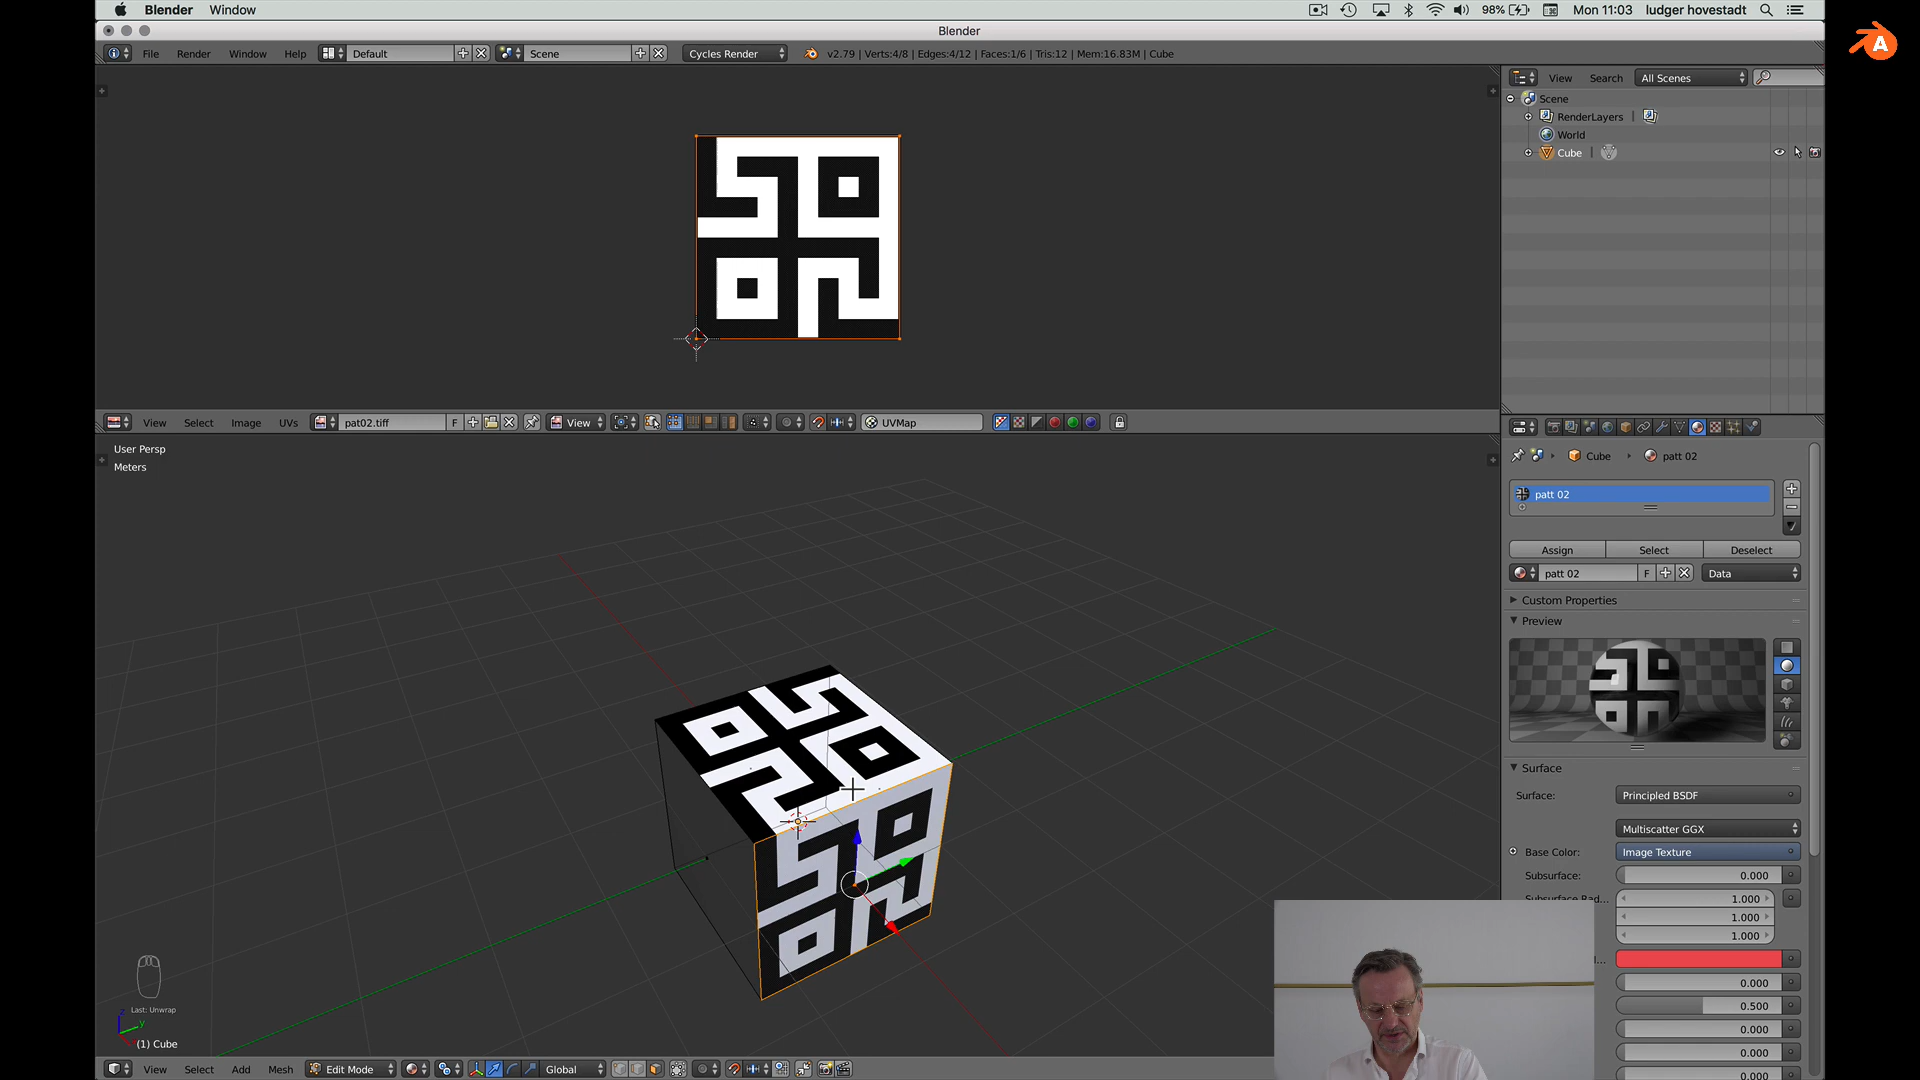 Blender Window 98% Mon 11:03 ludger hovestadt
Blender
File Render Window Help Default Scene Cycles Render v2.79 | Verts:4/8 | Edges:4/12 | Faces:1/6 | Tris:12 | Mem:16.83M | Cube
View Search All Scenes
Scene
RenderLayers
World
Cube
View Select Image UVs pat02.tiff F View UVMap
User Persp
Meters
Cube patt 02
patt 02
Assign Select Deselect
patt 02 F Data
Custom Properties
Preview
Surface
Surface: Principled BSDF
Multiscatter GGX
Base Color: Image Texture
Subsurface: 0.000
Subsurface Rad... 1.000
1.000
1.000
0.000
0.500
0.000
0.000
0.000
Last: Unwrap
z
y
(1) Cube
View Select Add Mesh Edit Mode Global
A